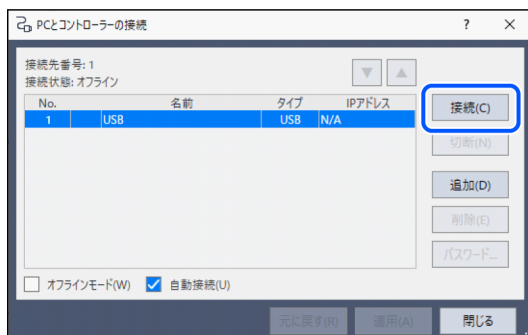 PCとコントローラーの接続
接続先番号: 1
接続状態: オフライン
No. 名前 タイプ IPアドレス
1 USB USB N/A
接続(C)
切断(N)
追加(D)
削除(E)
パスワード...
オフラインモード(W) 自動接続(U)
元に戻す(R) 適用(A) 閉じる